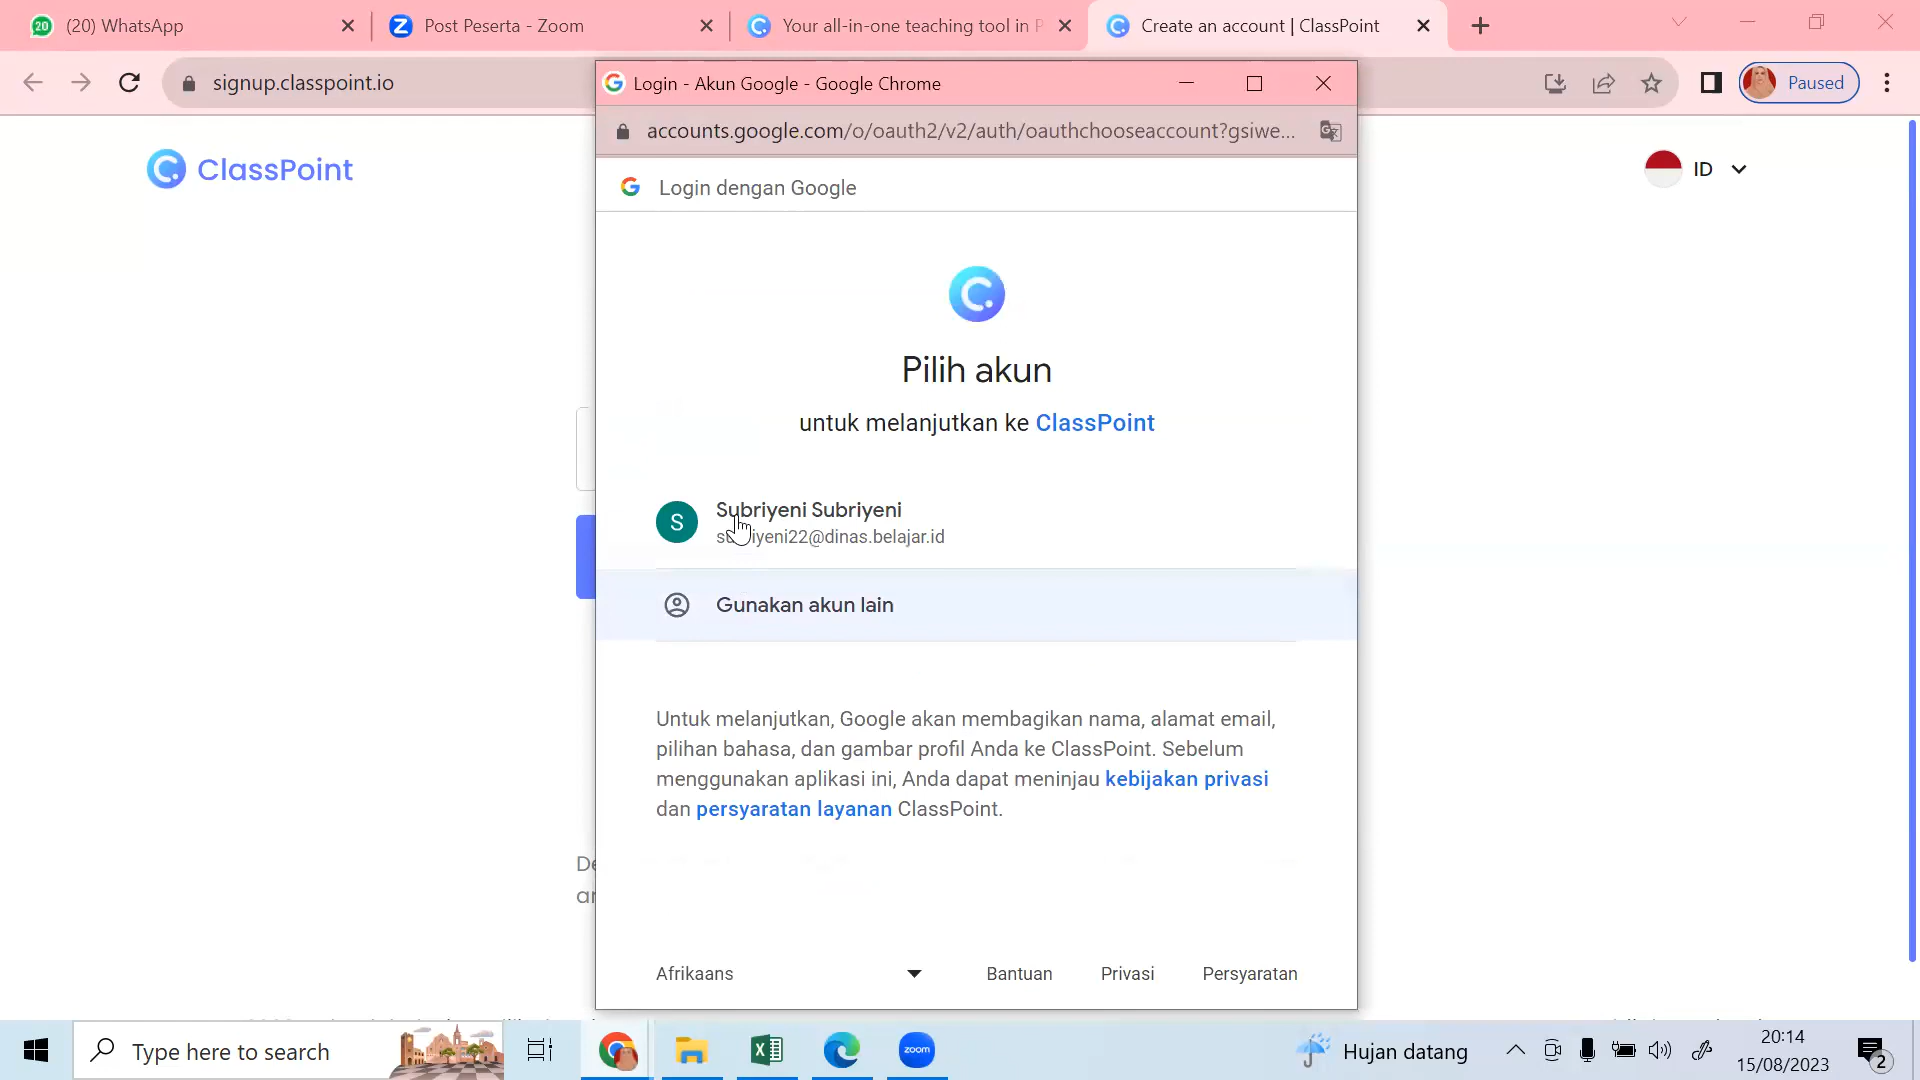 (20) WhatsApp
Post Peserta - Zoom
Your all-in-one teaching tool in P
Create an account | ClassPoint
signup.classpoint.io
Paused
Login - Akun Google - Google Chrome
accounts.google.com/o/oauth2/v2/auth/oauthchooseaccount?gsiwe...
ClassPoint
ID
Login dengan Google
Pilih akun
untuk melanjutkan ke ClassPoint
S
Subriyeni Subriyeni
iyeni22@dinas.belajar.id
Gunakan akun lain
Untuk melanjutkan, Google akan membagikan nama, alamat email,
pilihan bahasa, dan gambar profil Anda ke ClassPoint. Sebelum
menggunakan aplikasi ini, Anda dapat meninjau kebijakan privasi
dan persyaratan layanan ClassPoint.
Afrikaans
Bantuan
Privasi
Persyaratan
Type here to search
zoom
Hujan datang
20:14
15/08/2023
2